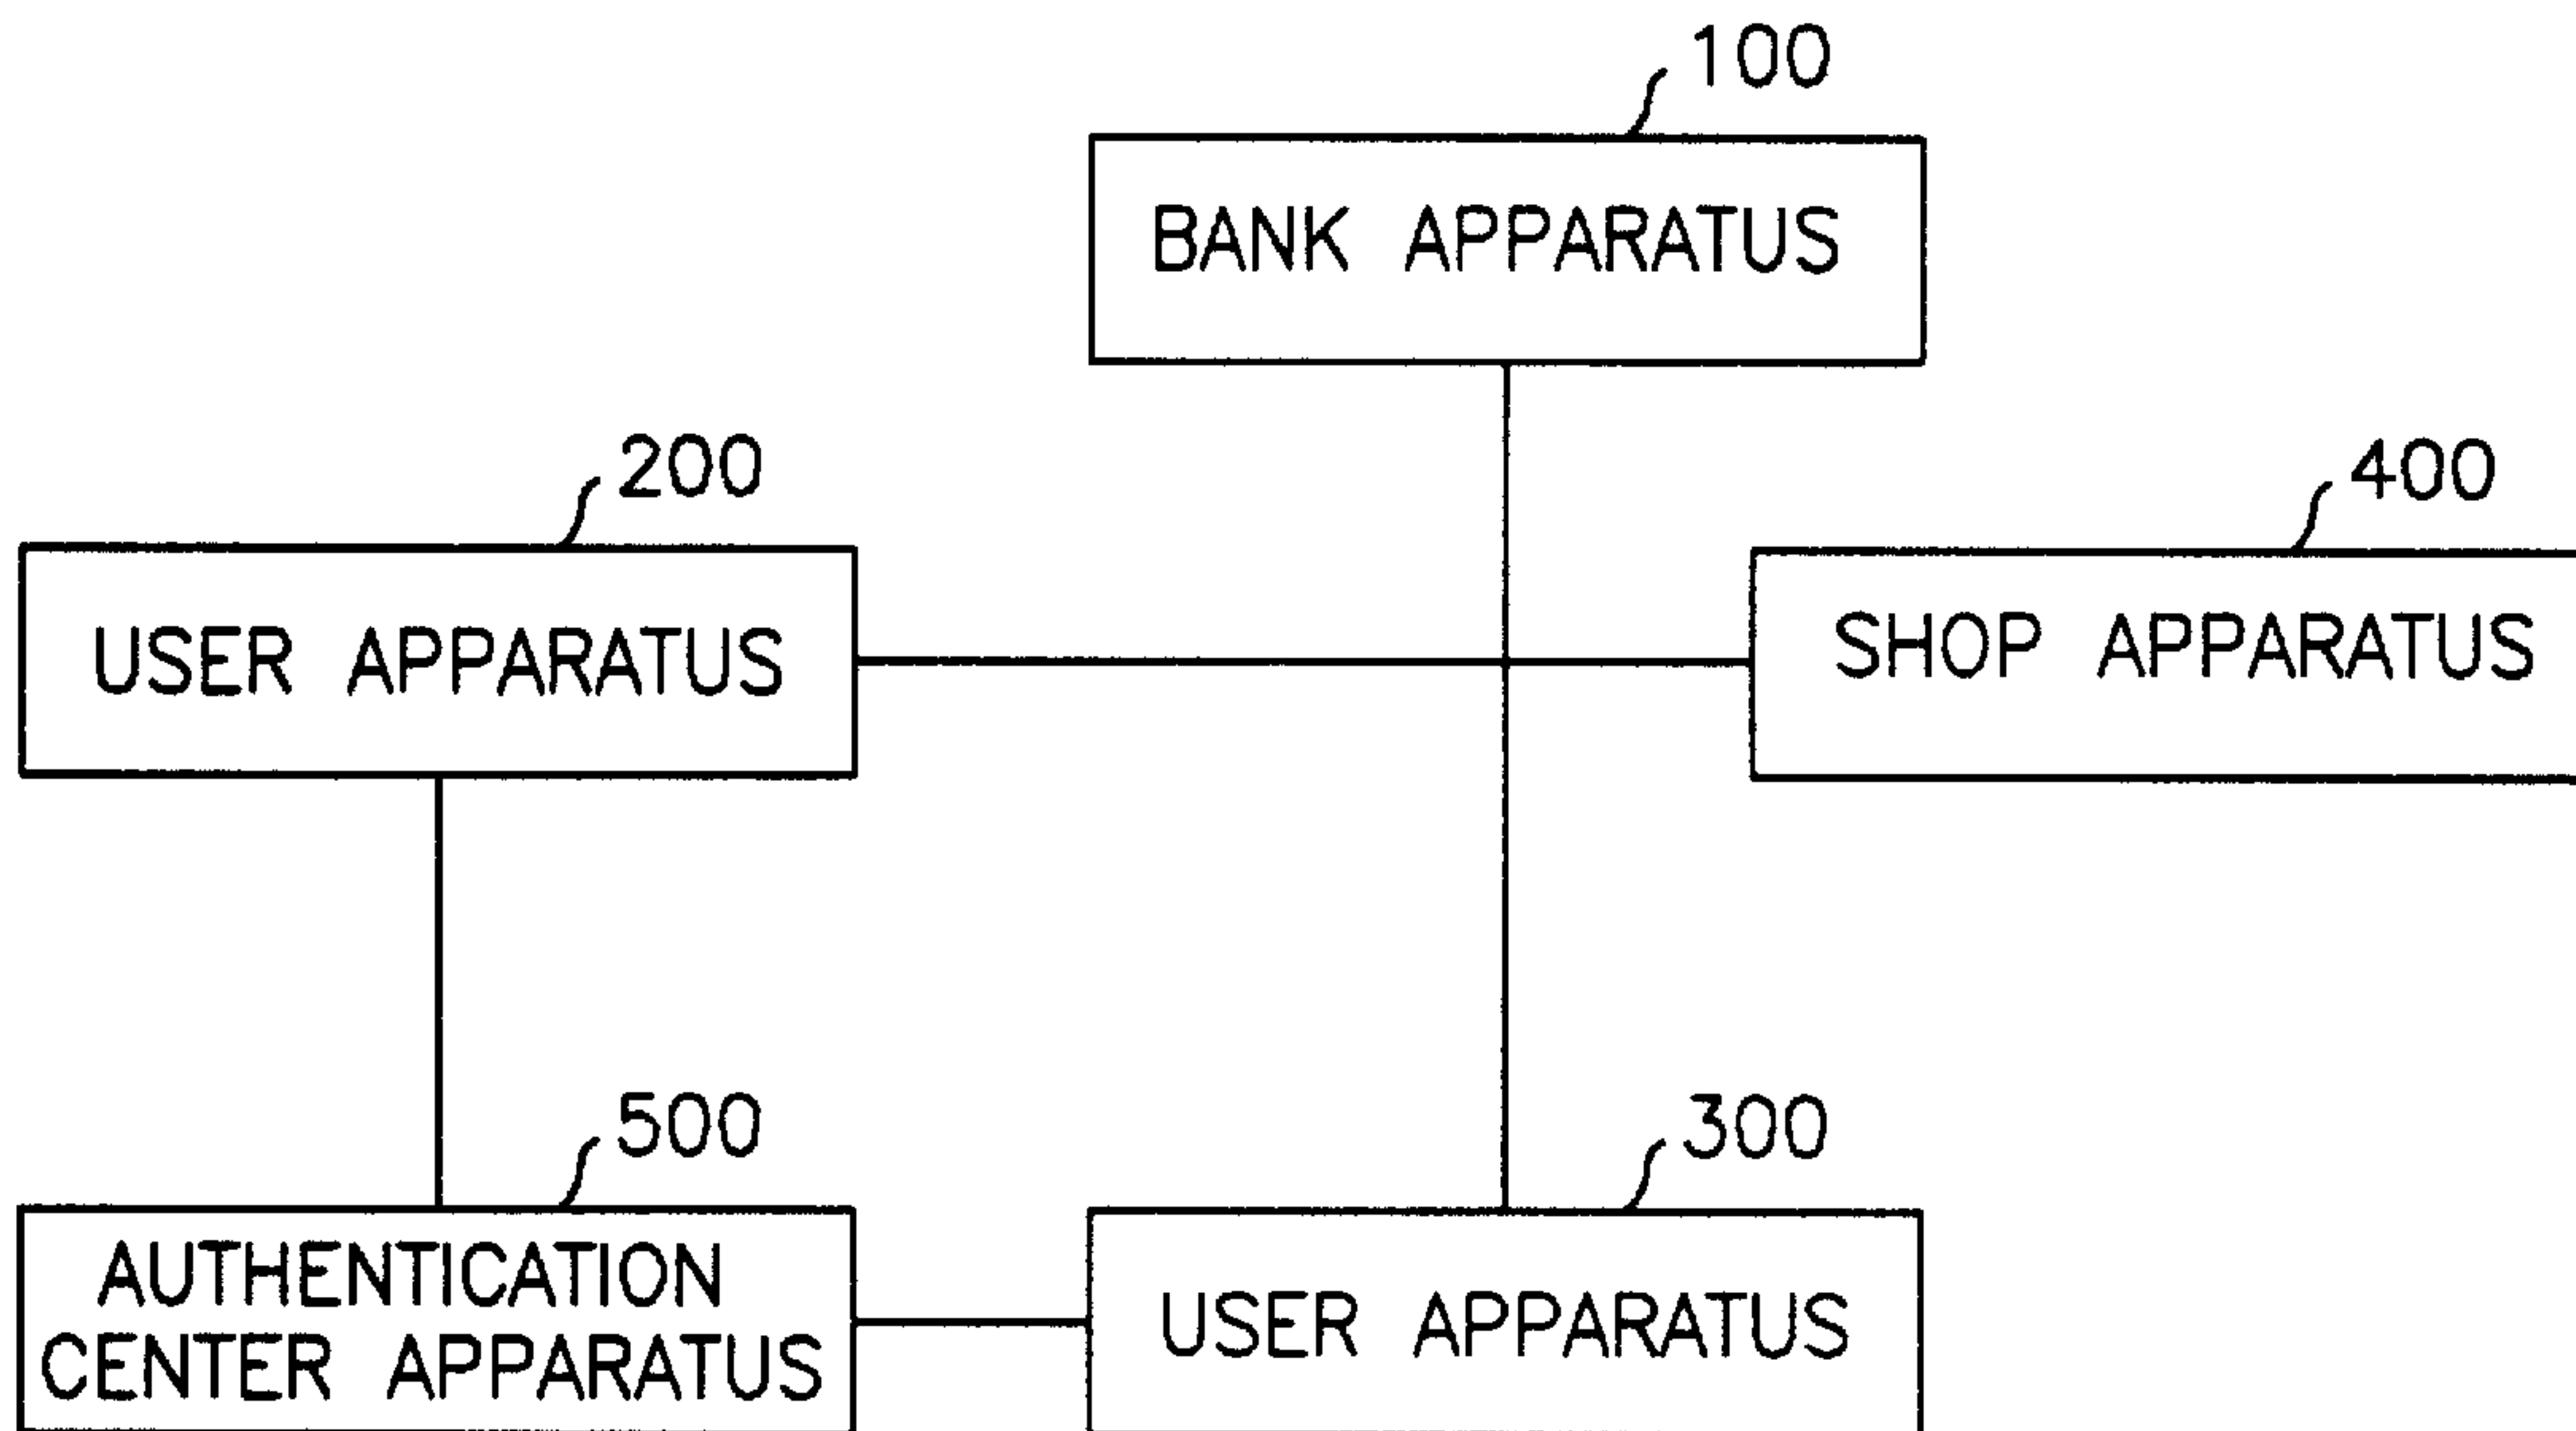 100
BANK APPARATUS
200
400
USER APPARATUS
SHOP APPARATUS
500
300
AUTHENTICATION
CENTER APPARATUS
USER APPARATUS